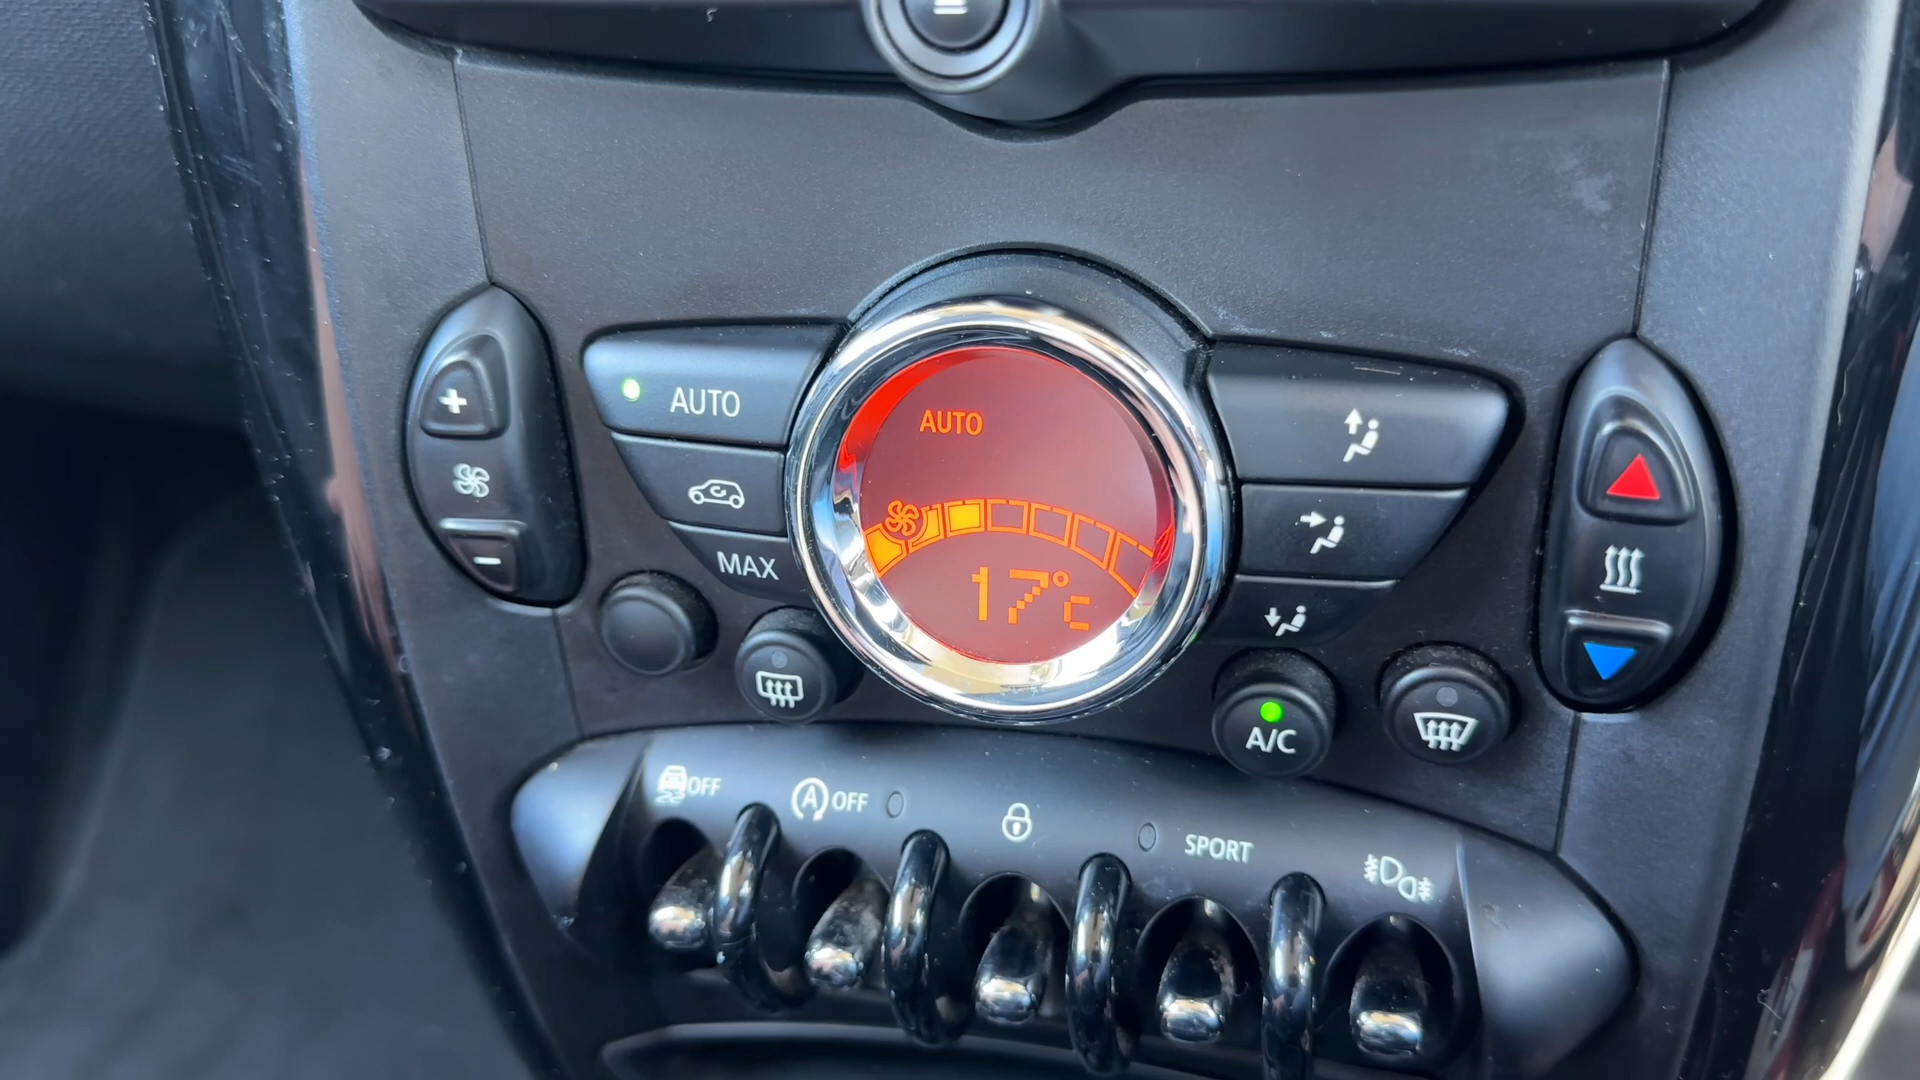 AUTO
AUTO
MAX
17°C
A/C
OFF
A OFF
SPORT